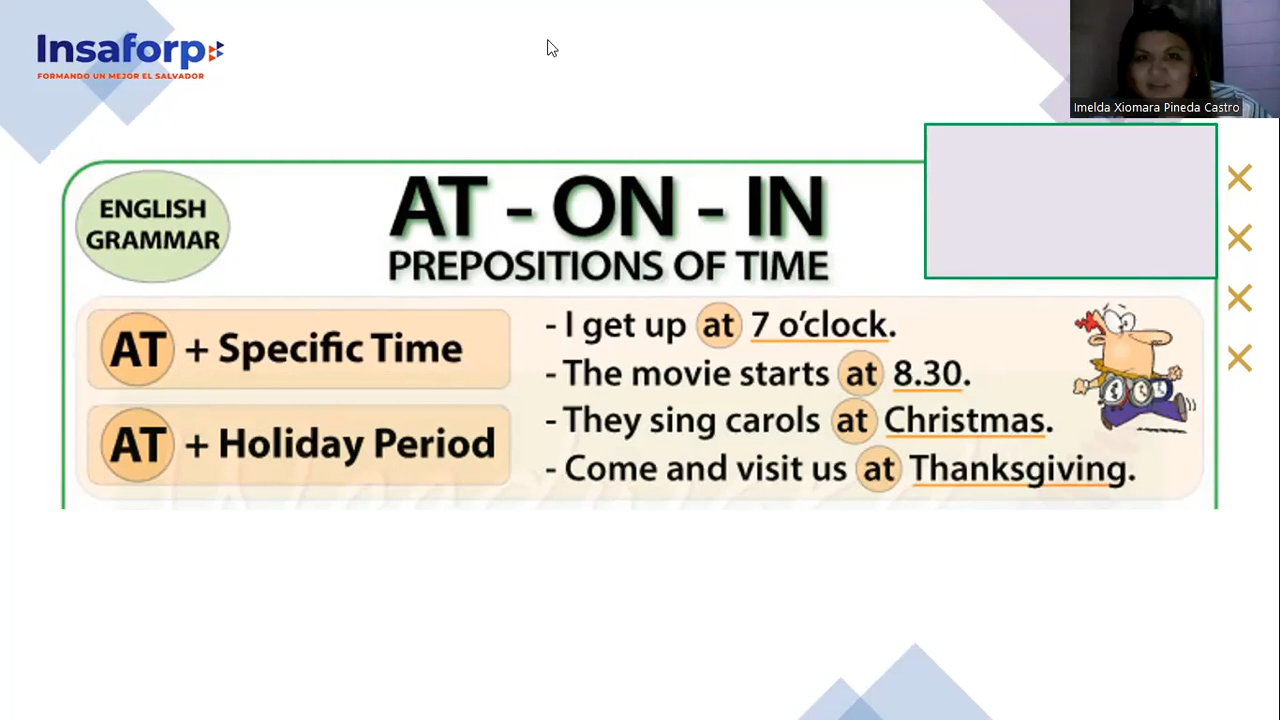 Insaforp
FORMANDO UN MEJOR EL SALVADOR
Imelda Xiomara Pineda Castro
ENGLISH
GRAMMAR
AT - ON - IN
PREPOSITIONS OF TIME
AT + Specific Time
- I get up at 7 o'clock.
- The movie starts at 8.30.
AT + Holiday Period
- They sing carols at Christmas.
- Come and visit us at Thanksgiving.